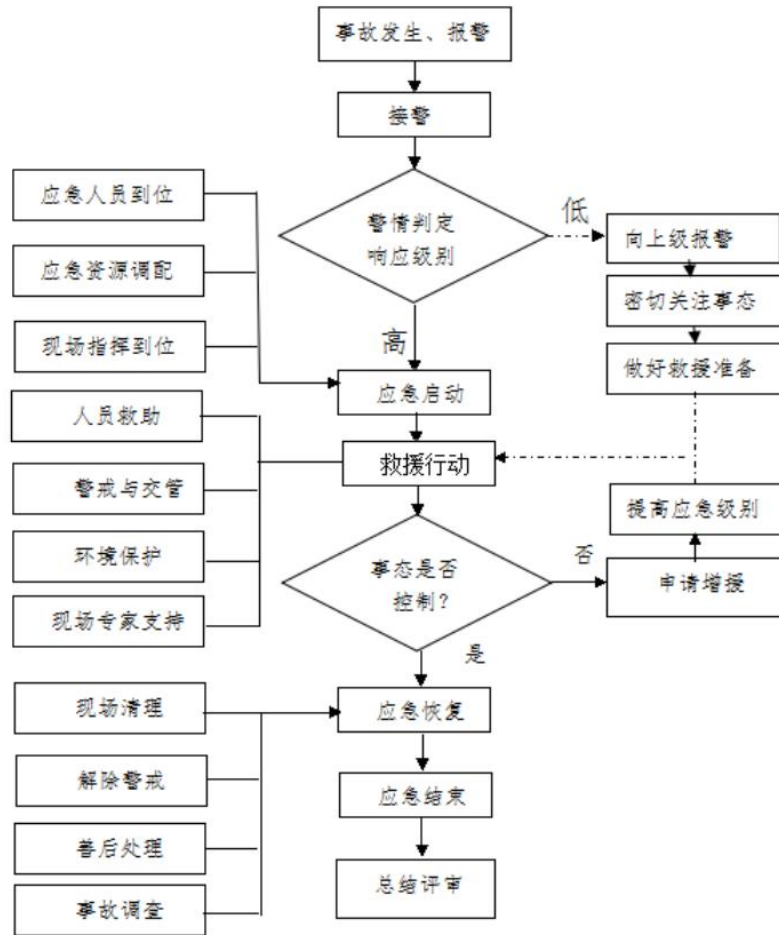 事故发生、报警
接警
应急人员到位
警情判定
响应级别
低
向上级报警
应急资源调配
密切关注事态
现场指挥到位
高
做好救援准备
应急启动
人员救助
救援行动
警戒与交管
提高应急级别
环境保护
事态是否
控制?
否
申请增援
现场专家支持
是
现场清理
应急恢复
解除警戒
应急结束
善后处理
总结评审
事故调查